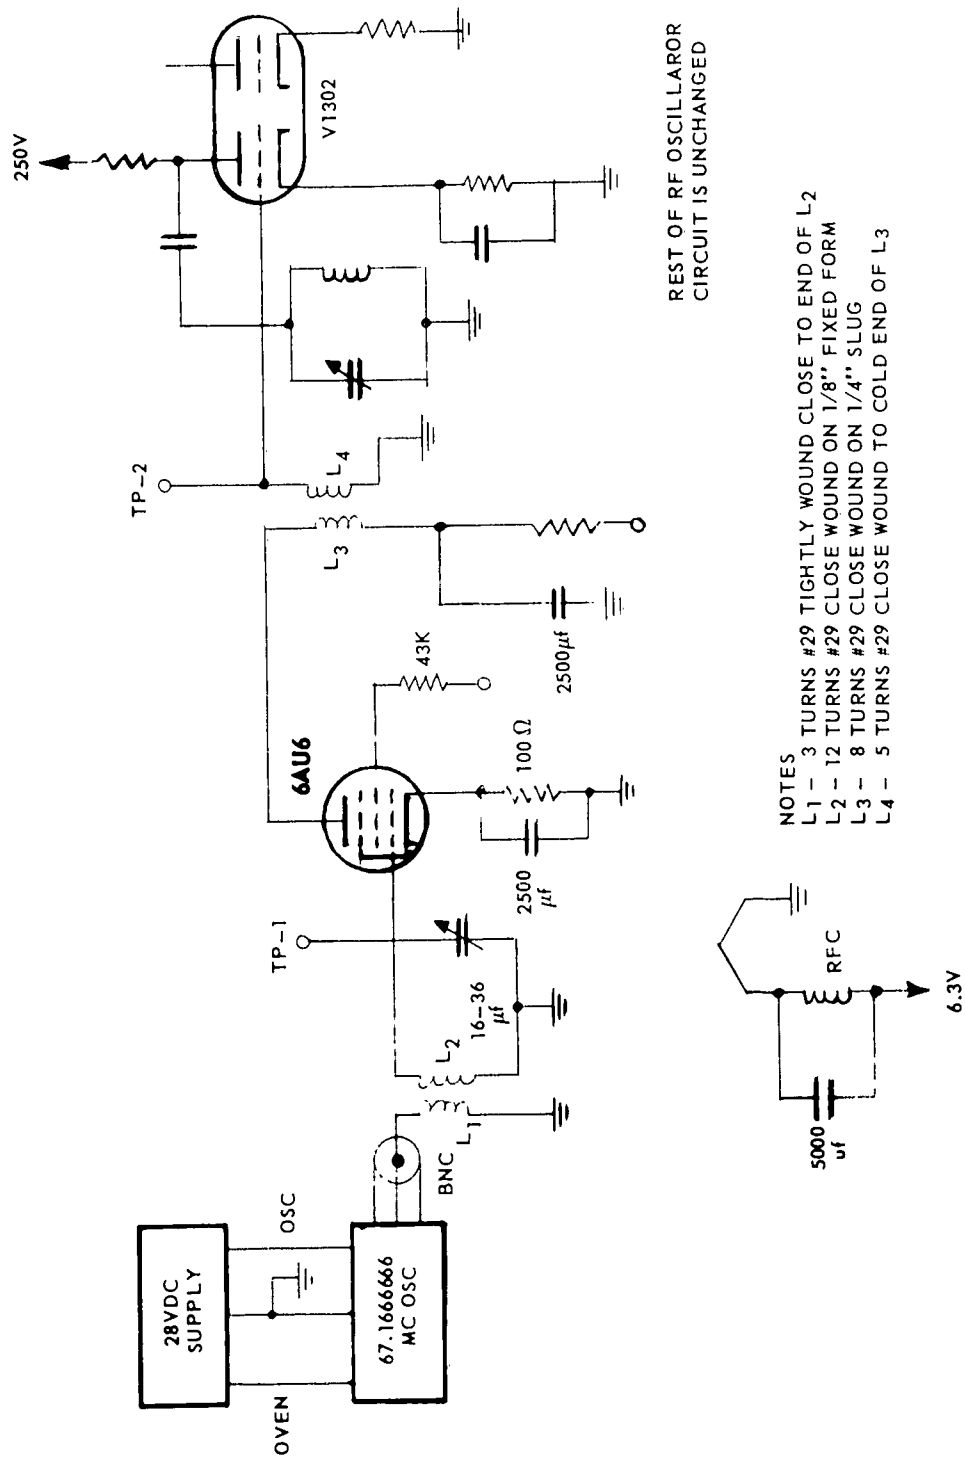 28VDC
SUPPLY
OVEN
OSC
67.1666666
MC OSC
BNC
L1
L2
16-36
μf
TP-1
6AU6
2500
μf
100 Ω
43K
L3
L4
2500μf
TP-2
250V
V1302
REST OF RF OSCILLAROR
CIRCUIT IS UNCHANGED
5000
uf
RFC
6.3V
NOTES
L1 - 3 TURNS #29 TIGHTLY WOUND CLOSE TO END OF L2
L2 - 12 TURNS #29 CLOSE WOUND ON 1/8" FIXED FORM
L3 - 8 TURNS #29 CLOSE WOUND ON 1/4" SLUG
L4 - 5 TURNS #29 CLOSE WOUND TO COLD END OF L3